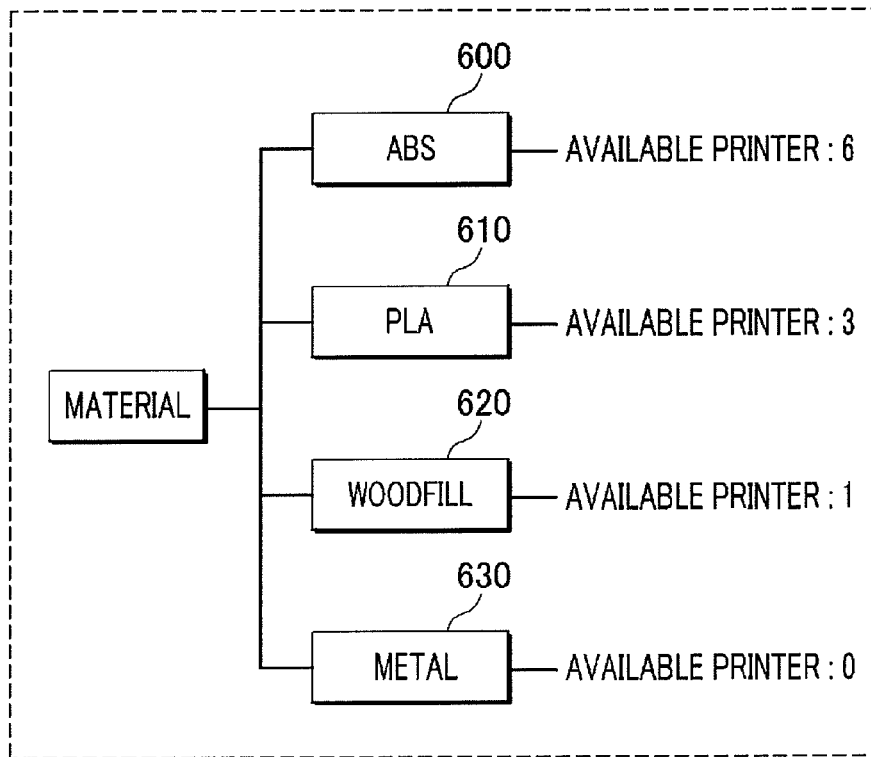 600
ABS
AVAILABLE PRINTER : 6
610
PLA
AVAILABLE PRINTER : 3
MATERIAL
620
WOODFILL
AVAILABLE PRINTER : 1
630
METAL
AVAILABLE PRINTER : 0